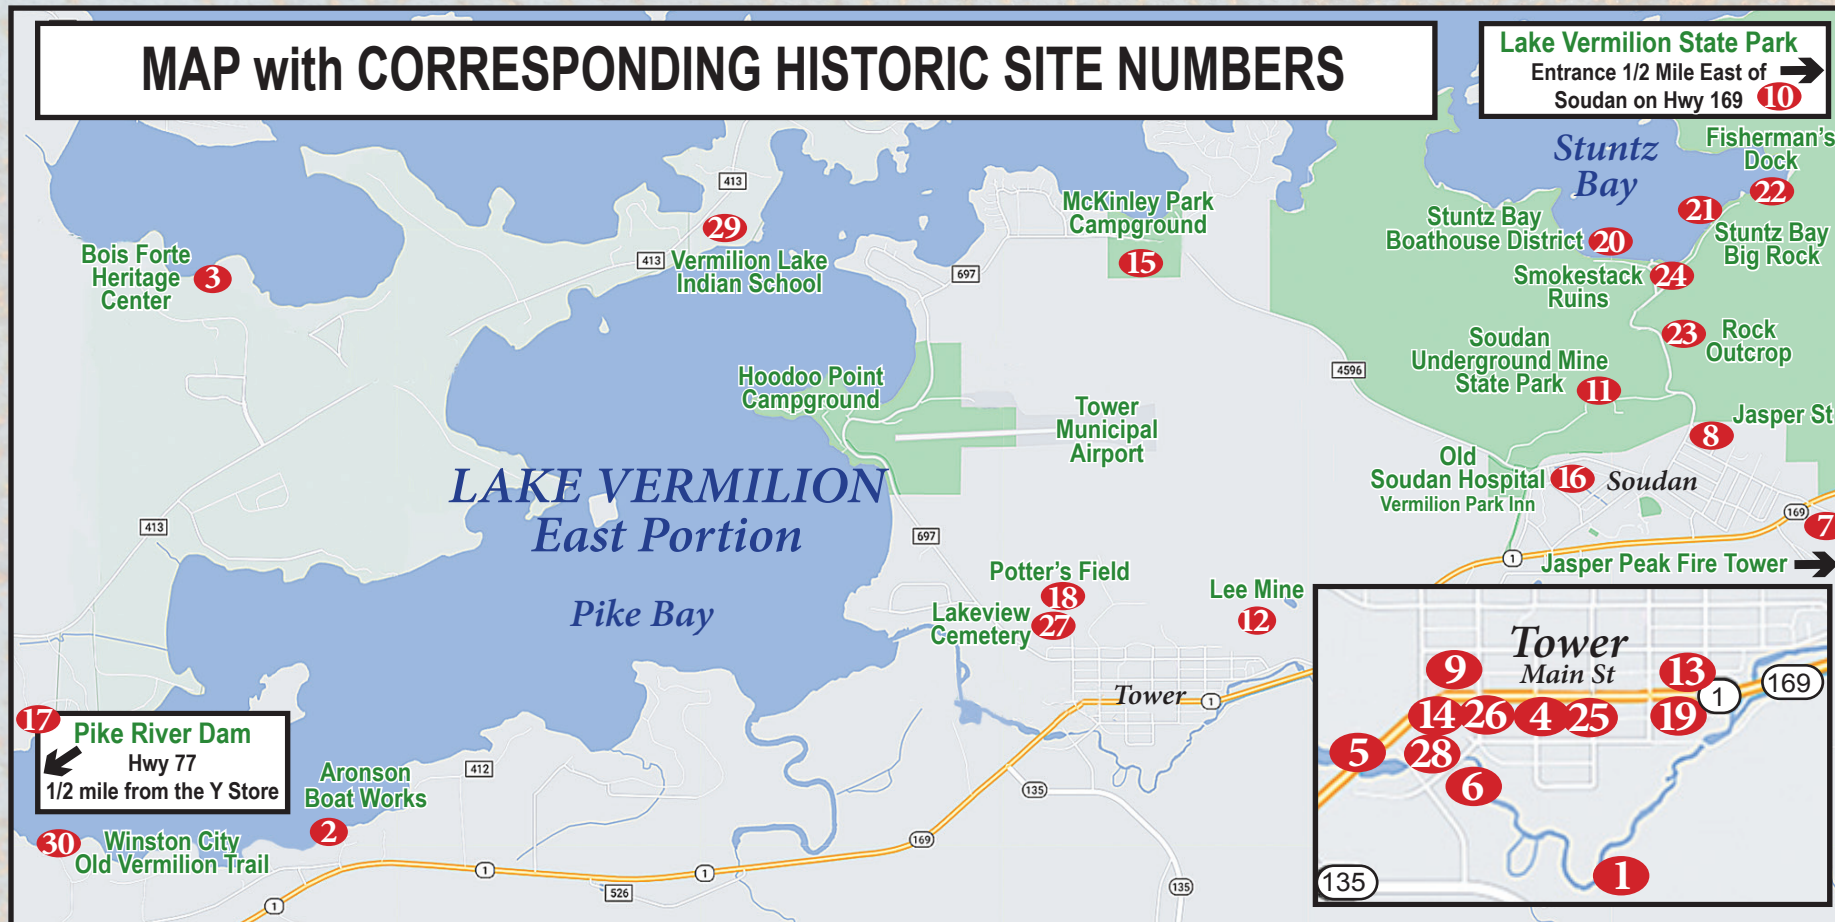 MAP with CORRESPONDING HISTORIC SITE NUMBERS
Lake Vermilion State Park
Entrance 1/2 Mile East of
Soudan on Hwy 169 10
Stuntz
Bay
Fisherman's
Dock
22
21
Stuntz Bay
Big Rock
Stuntz Bay
Boathouse District 20
Smokestack
Ruins
24
23
Rock
Outcrop
Soudan
Underground Mine
State Park
11
Jasper St
8
Old
Soudan Hospital
Vermilion Park Inn
16
Soudan
169
7
1
Jasper Peak Fire Tower
413
29
413
Vermilion Lake
Indian School
Bois Forte
Heritage
Center
3
McKinley Park
Campground
15
697
4596
Hoodoo Point
Campground
Tower
Municipal
Airport
LAKE VERMILION
East Portion
Pike Bay
413
697
Potter's Field
18
Lakeview
Cemetery
27
Lee Mine
12
Tower
1
17
Pike River Dam
Hwy 77
1/2 mile from the Y Store
Aronson
Boat Works
2
412
30
Winston City
Old Vermilion Trail
135
169
1
1
526
1
135
Tower
Main St
9
13
1
169
14
26
4
25
19
5
28
6
1
135